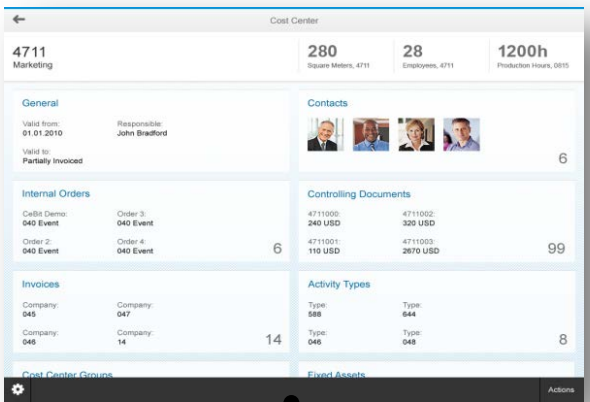 Cost Center
4711
Marketing
280
Square Meters, 4711
28
Employees, 4711
1200h
Production Hours, 0815
General
Valid from: Responsible:
01.01.2010 John Bradford
Valid to:
Partially Invoiced
Contacts
6
Internal Orders
CeBit Demo: Order 3:
040 Event 040 Event
Order 2: Order 4:
040 Event 040 Event
6
Controlling Documents
4711000: 4711002:
240 USD 320 USD
4711001: 4711003:
110 USD 2670 USD
99
Invoices
Company: Company:
045 047
Company: Company:
046 14
14
Activity Types
Type: Type:
588 644
Type: Type:
046 048
8
Cost Center Groups
Fixed Assets
Actions